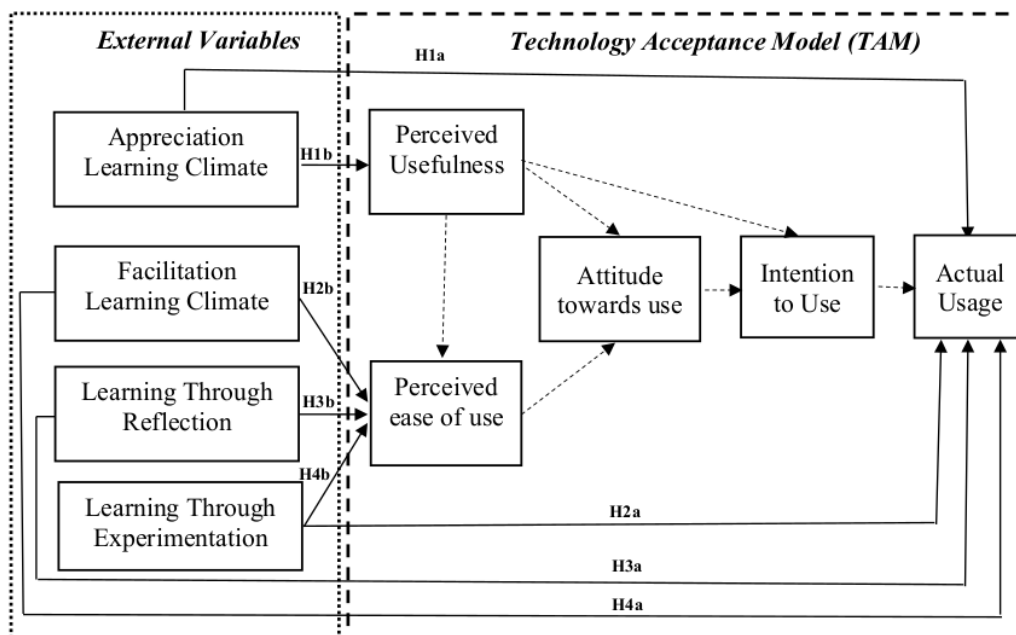 External Variables
Technology Acceptance Model (TAM)
H1a
Appreciation
Learning Climate
H1b
Perceived
Usefulness
Facilitation
Learning Climate
H2b
Attitude
towards use
Intention
to Use
Actual
Usage
Learning Through
Reflection
H3b
Perceived
ease of use
H4b
Learning Through
Experimentation
H2a
H3a
H4a